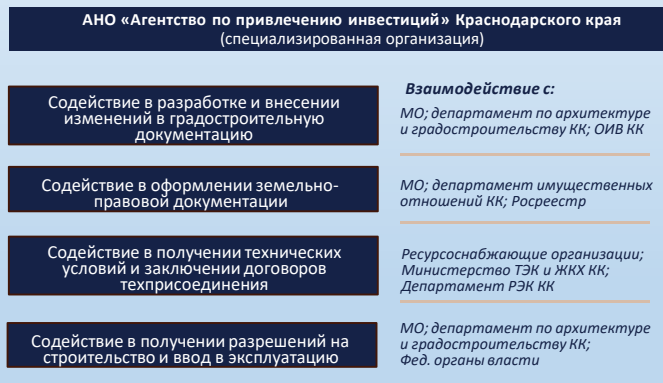 АНО «Агентство по привлечению инвестиций» Краснодарского края
(специализированная организация)
Взаимодействие с:
Содействие в разработке и внесении
изменений в градостроительную
документацию
МО; департамент по архитектуре
и градостроительству КК; ОИВ КК
Содействие в оформлении земельно-
правовой документации
МО; департамент имущественных
отношений КК; Росреестр
Содействие в получении технических
условий и заключении договоров
техприсоединения
Ресурсоснабжающие организации;
Министерство ТЭК и ЖКХ КК;
Департамент РЭК КК
Содействие в получении разрешений на
строительство и ввод в эксплуатацию
МО; департамент по архитектуре
и градостроительству КК;
Фед. органы власти